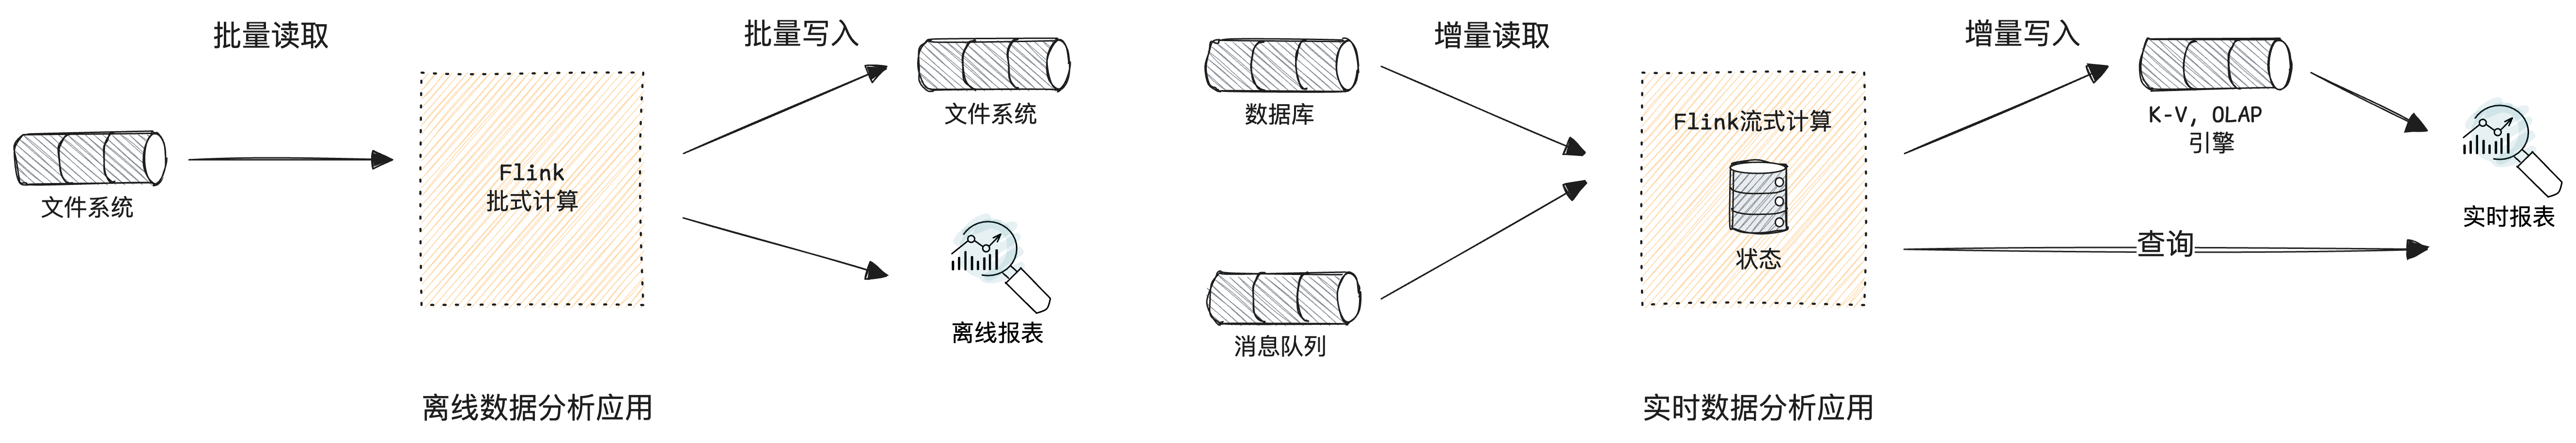 批量读取
文件系统
Flink
批式计算
批量写入
文件系统
离线报表
离线数据分析应用
数据库
消息队列
增量读取
Flink流式计算
状态
增量写入
K-V, OLAP
引擎
查询
实时报表
实时数据分析应用